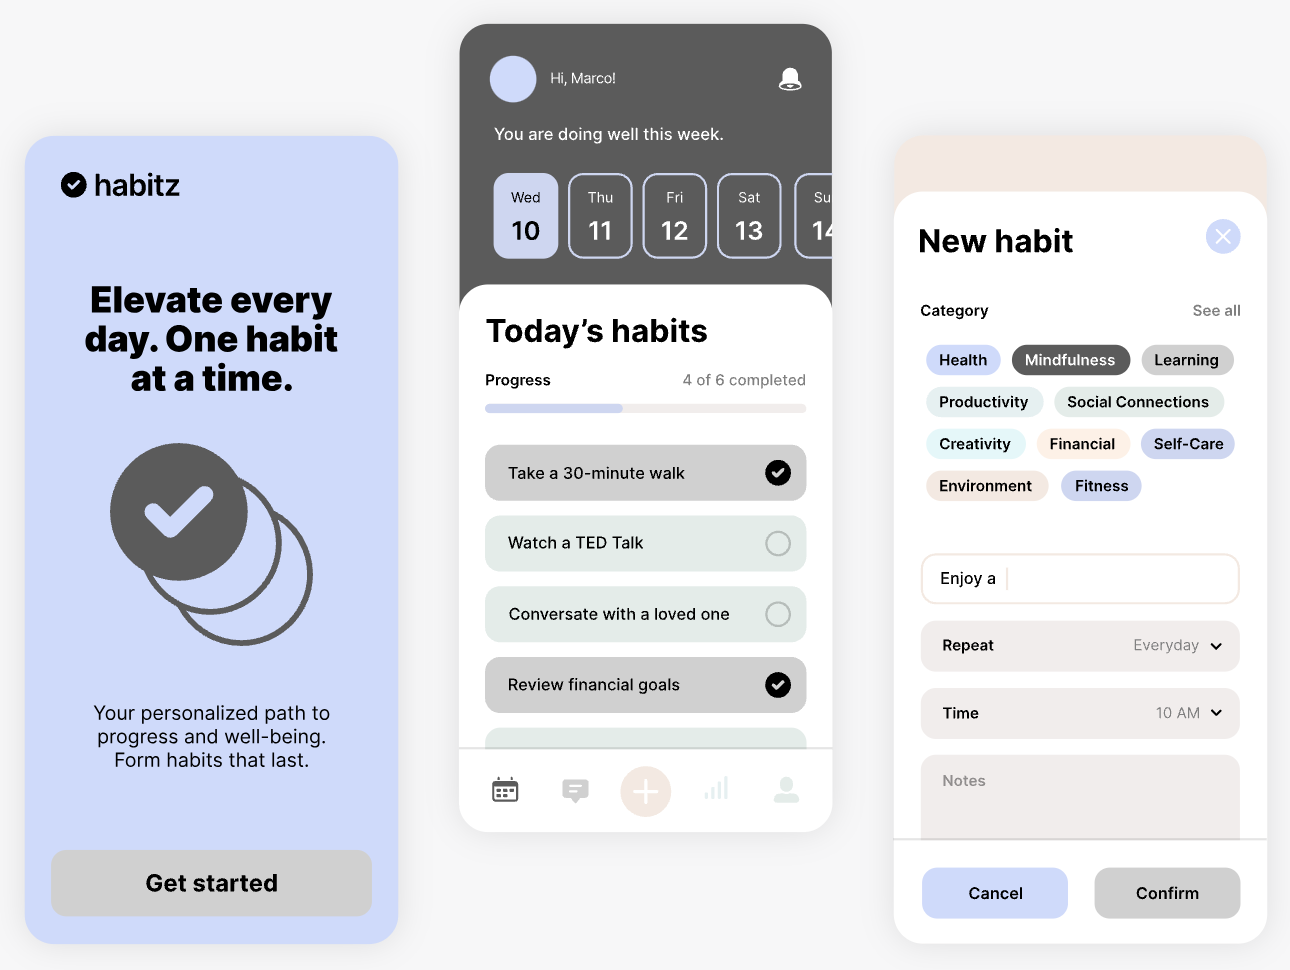 habitz
Elevate every
day. One habit
at a time.
Your personalized path to
progress and well-being.
Form habits that last.
Get started
Hi, Marco!
You are doing well this week.
Wed Thu Fri Sat Su
10 11 12 13 14
Today’s habits
Progress 4 of 6 completed
Take a 30-minute walk
Watch a TED Talk
Conversate with a loved one
Review financial goals
New habit
Category See all
Health Mindfulness Learning
Productivity Social Connections
Creativity Financial Self-Care
Environment Fitness
Enjoy a
Repeat Everyday
Time 10 AM
Notes
Cancel Confirm